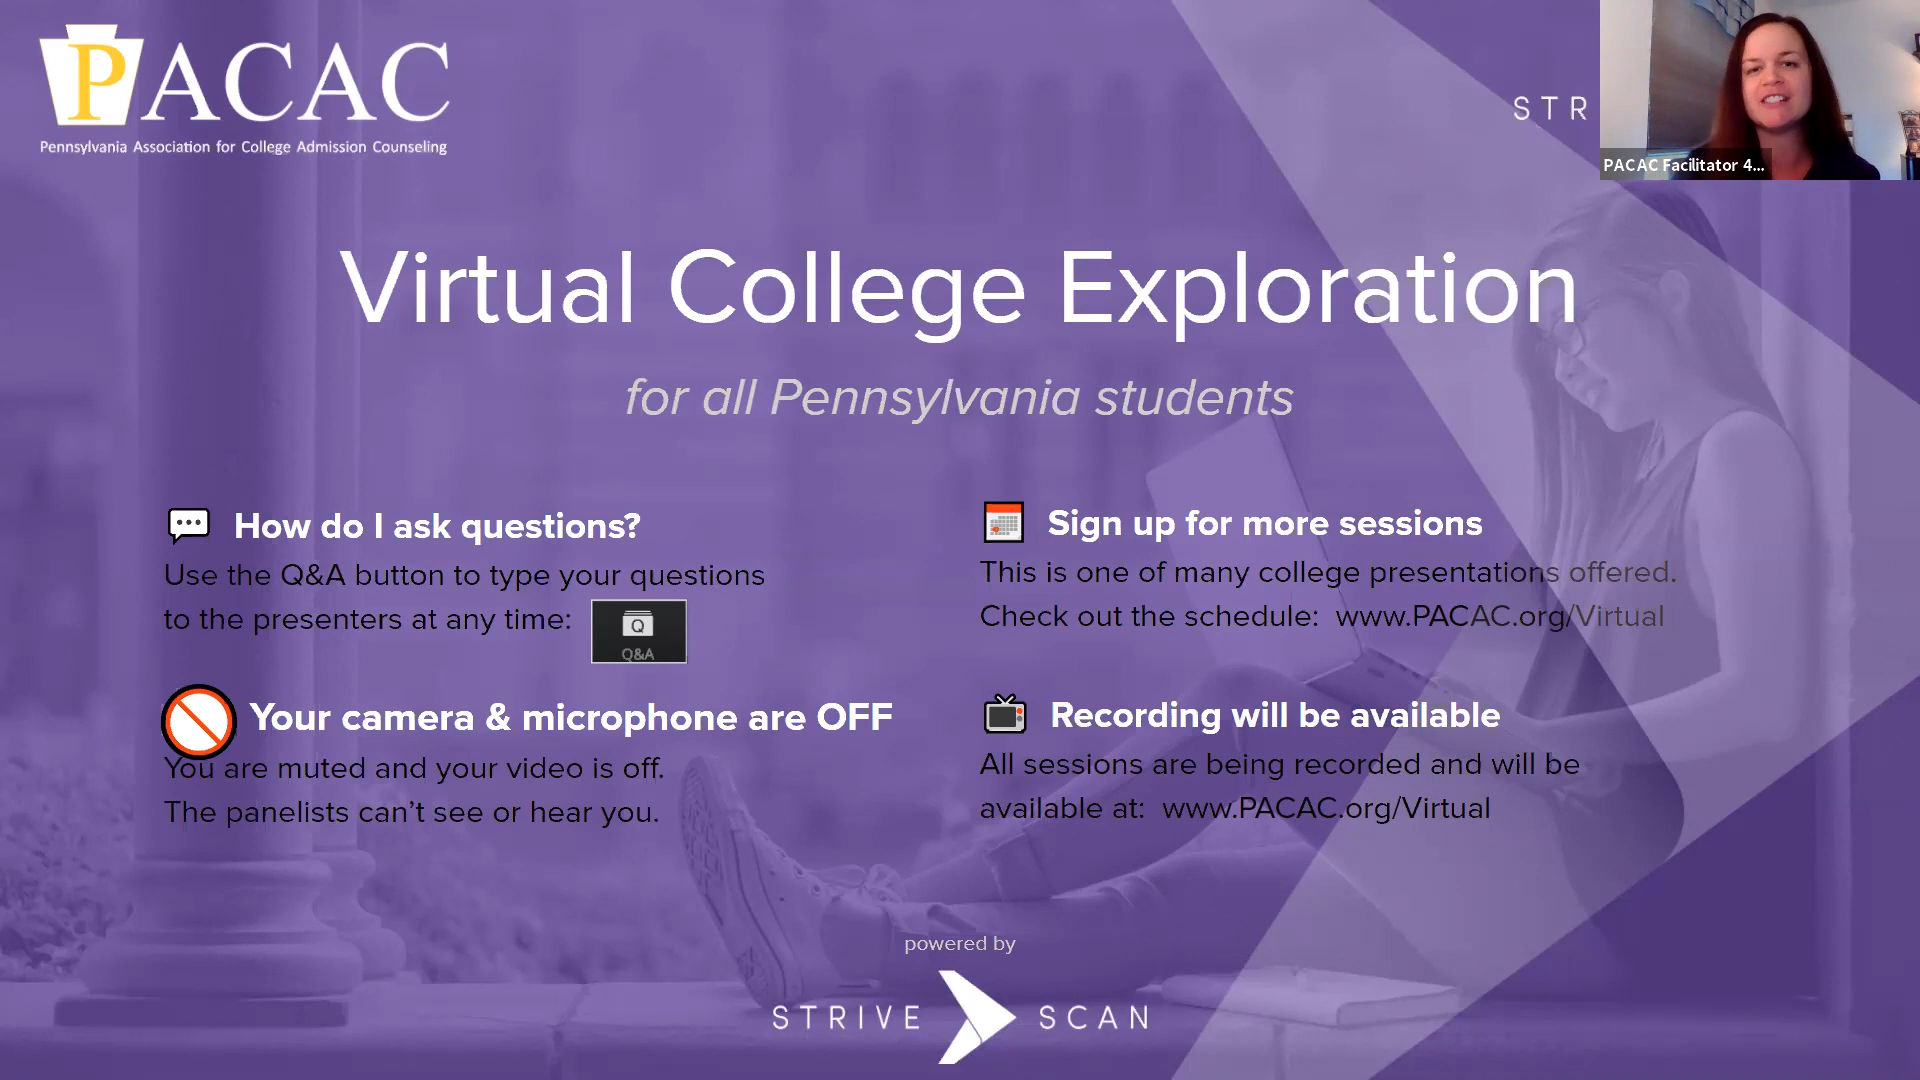 PACAC
Pennsylvania Association for College Admission Counseling
STR
PACAC Facilitator 4...
Virtual College Exploration
for all Pennsylvania students
How do I ask questions?
Use the Q&A button to type your questions
to the presenters at any time:
Q
Q&A
Sign up for more sessions
This is one of many college presentations offered.
Check out the schedule: www.PACAC.org/Virtual
Your camera & microphone are OFF
You are muted and your video is off.
The panelists can't see or hear you.
Recording will be available
All sessions are being recorded and will be
available at: www.PACAC.org/Virtual
powered by
STRIVE SCAN